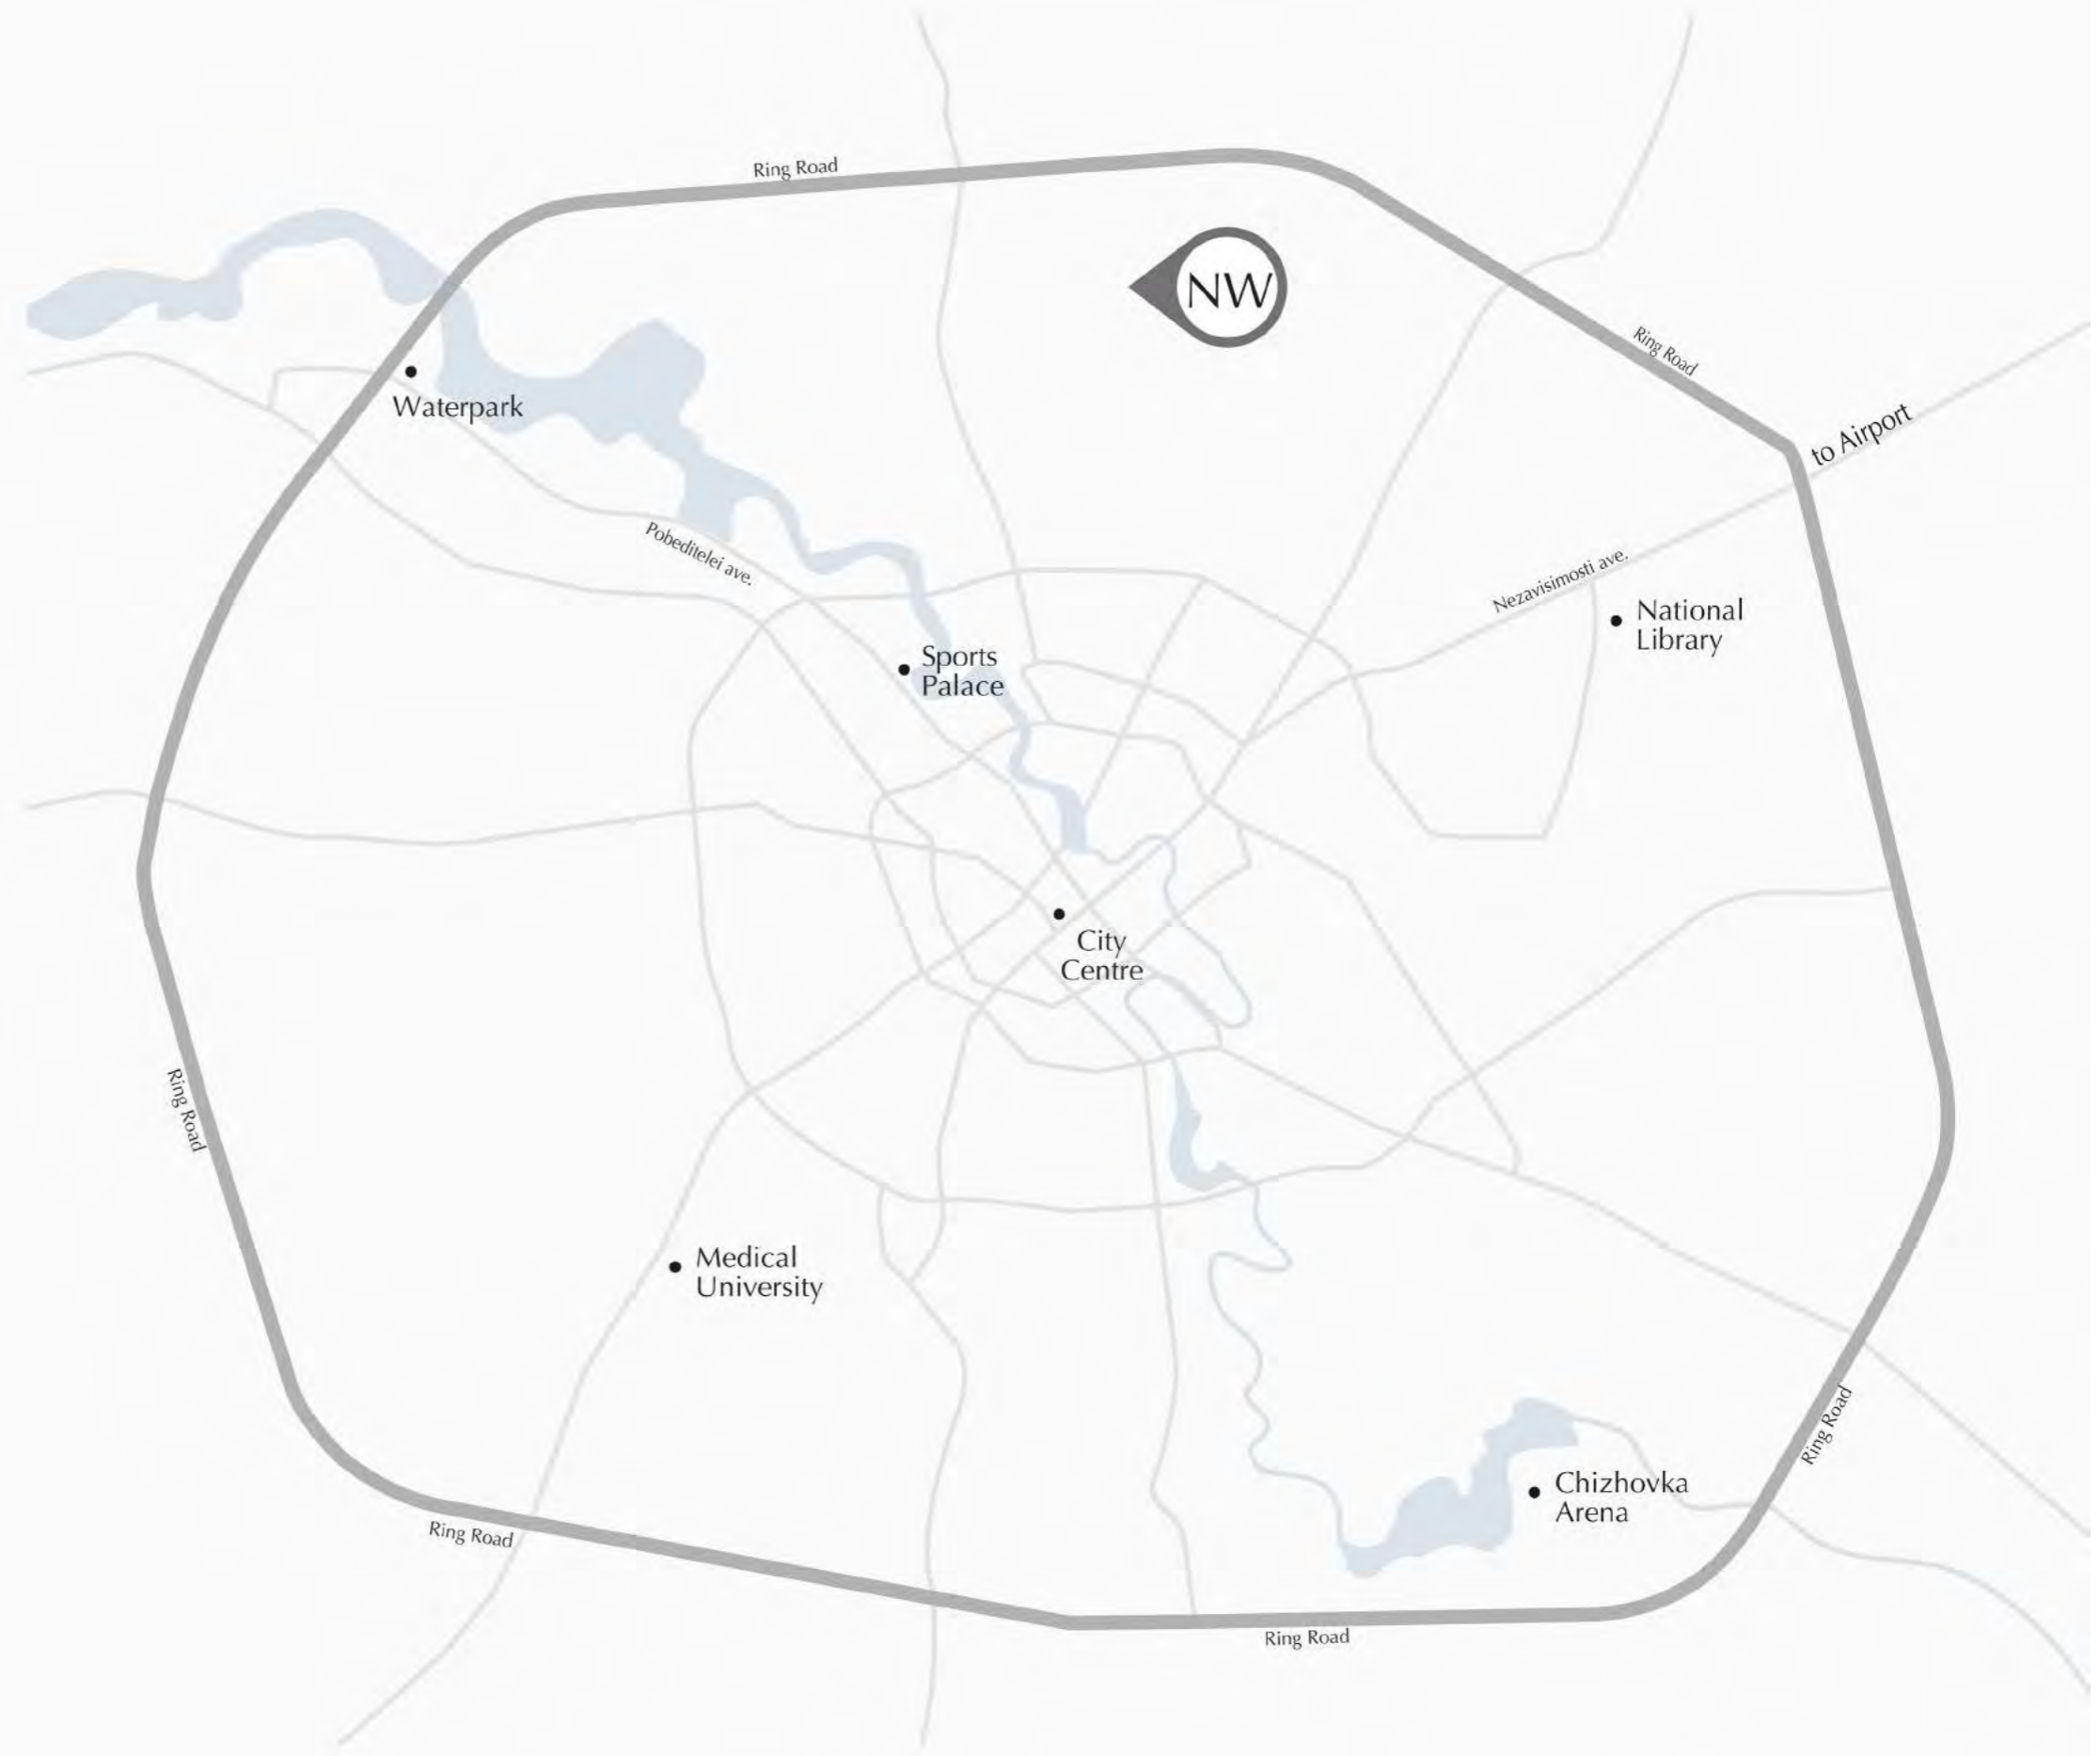 Ring Road
NW
Ring Road
to Airport
Waterpark
Pobeditelei ave.
Nezavisimosti ave.
National
Library
Sports
Palace
City
Centre
Ring Road
Medical
University
Ring Road
Chizhovka
Arena
Ring Road
Ring Road